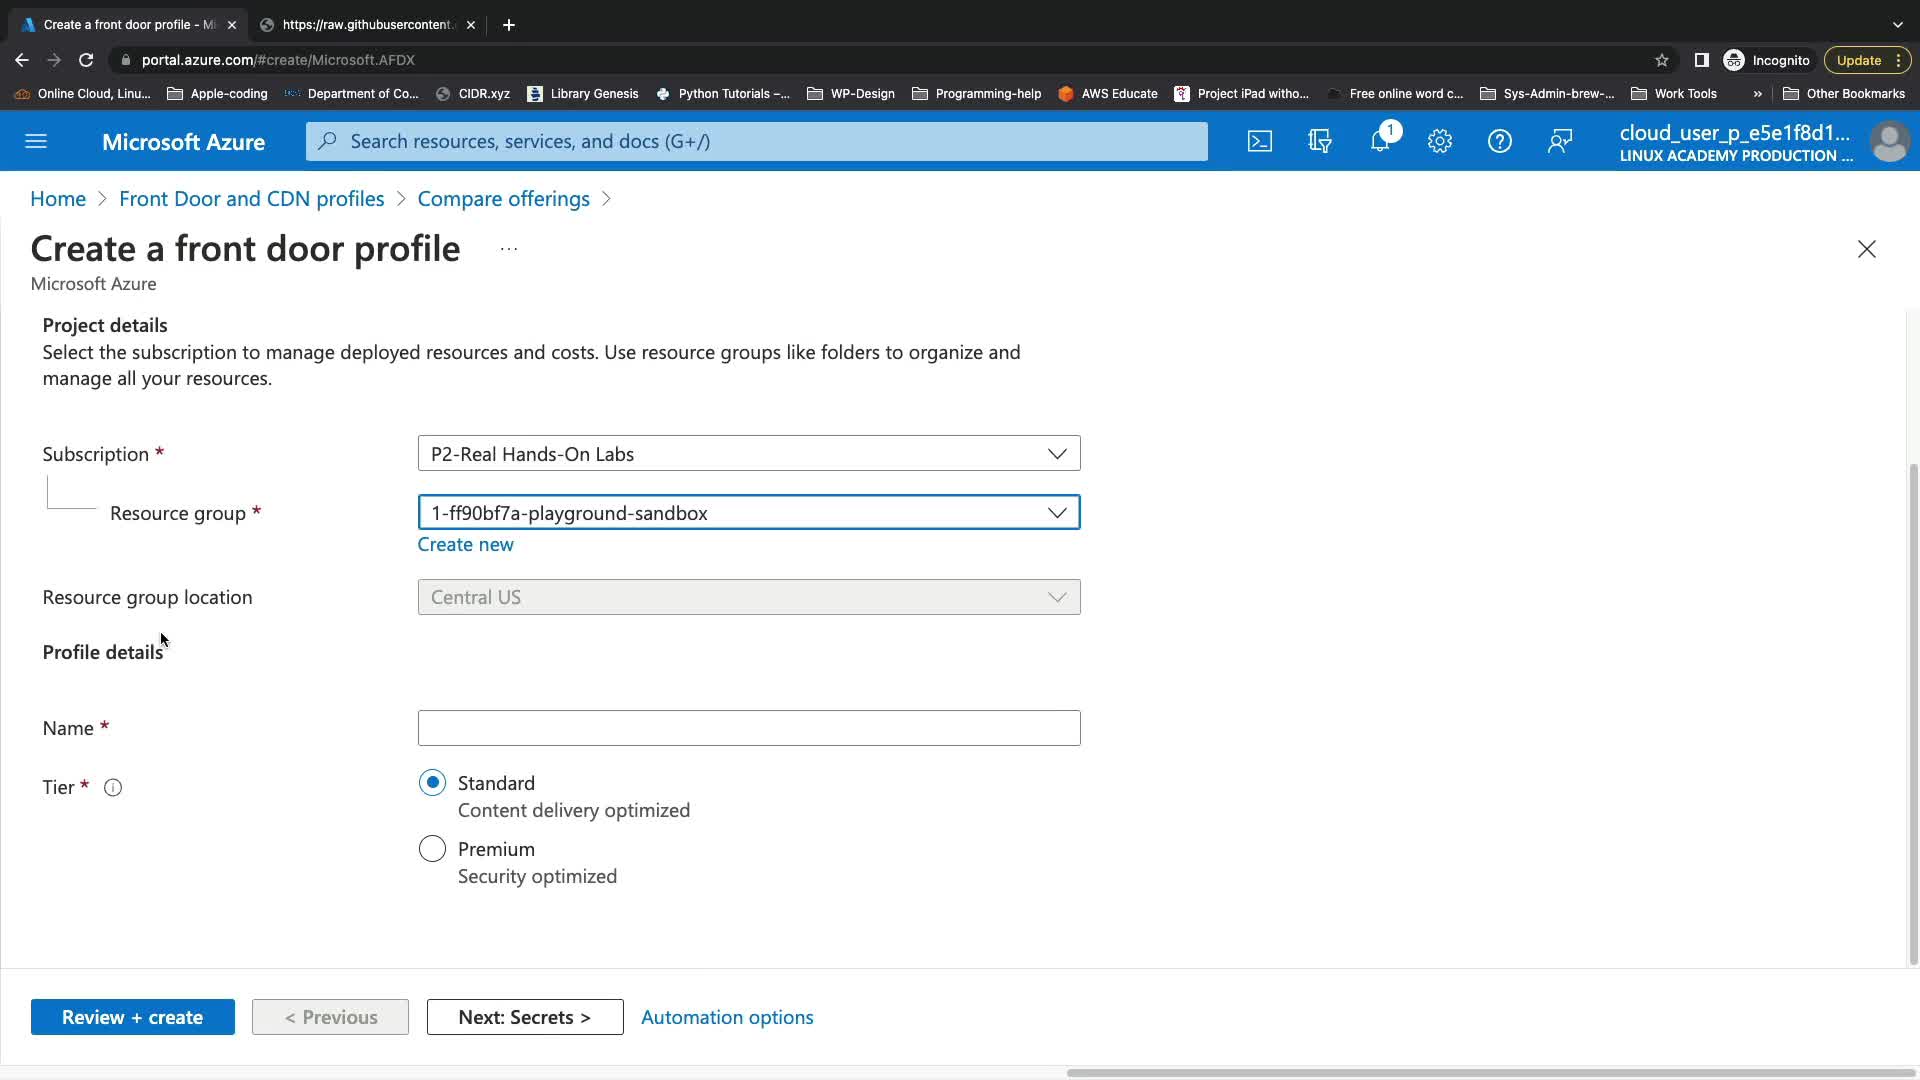 Create a front door profile - Mi
https://raw.githubusercontent.
portal.azure.com/#create/Microsoft.AFDX
Incognito
Update
Online Cloud, Linu...
Apple-coding
Department of Co...
CIDR.xyz
Library Genesis
Python Tutorials –...
WP-Design
Programming-help
AWS Educate
Project iPad witho...
Free online word c...
Sys-Admin-brew-...
Work Tools
»
Other Bookmarks
Microsoft Azure
Search resources, services, and docs (G+/)
1
cloud_user_p_e5e1f8d1...
LINUX ACADEMY PRODUCTION ...
Home > Front Door and CDN profiles > Compare offerings >
Create a front door profile ...
Microsoft Azure
Project details
Select the subscription to manage deployed resources and costs. Use resource groups like folders to organize and
manage all your resources.
Subscription *
P2-Real Hands-On Labs
Resource group *
1-ff90bf7a-playground-sandbox
Create new
Resource group location
Central US
Profile details
Name *
Tier *
Standard
Content delivery optimized
Premium
Security optimized
Review + create
< Previous
Next: Secrets >
Automation options